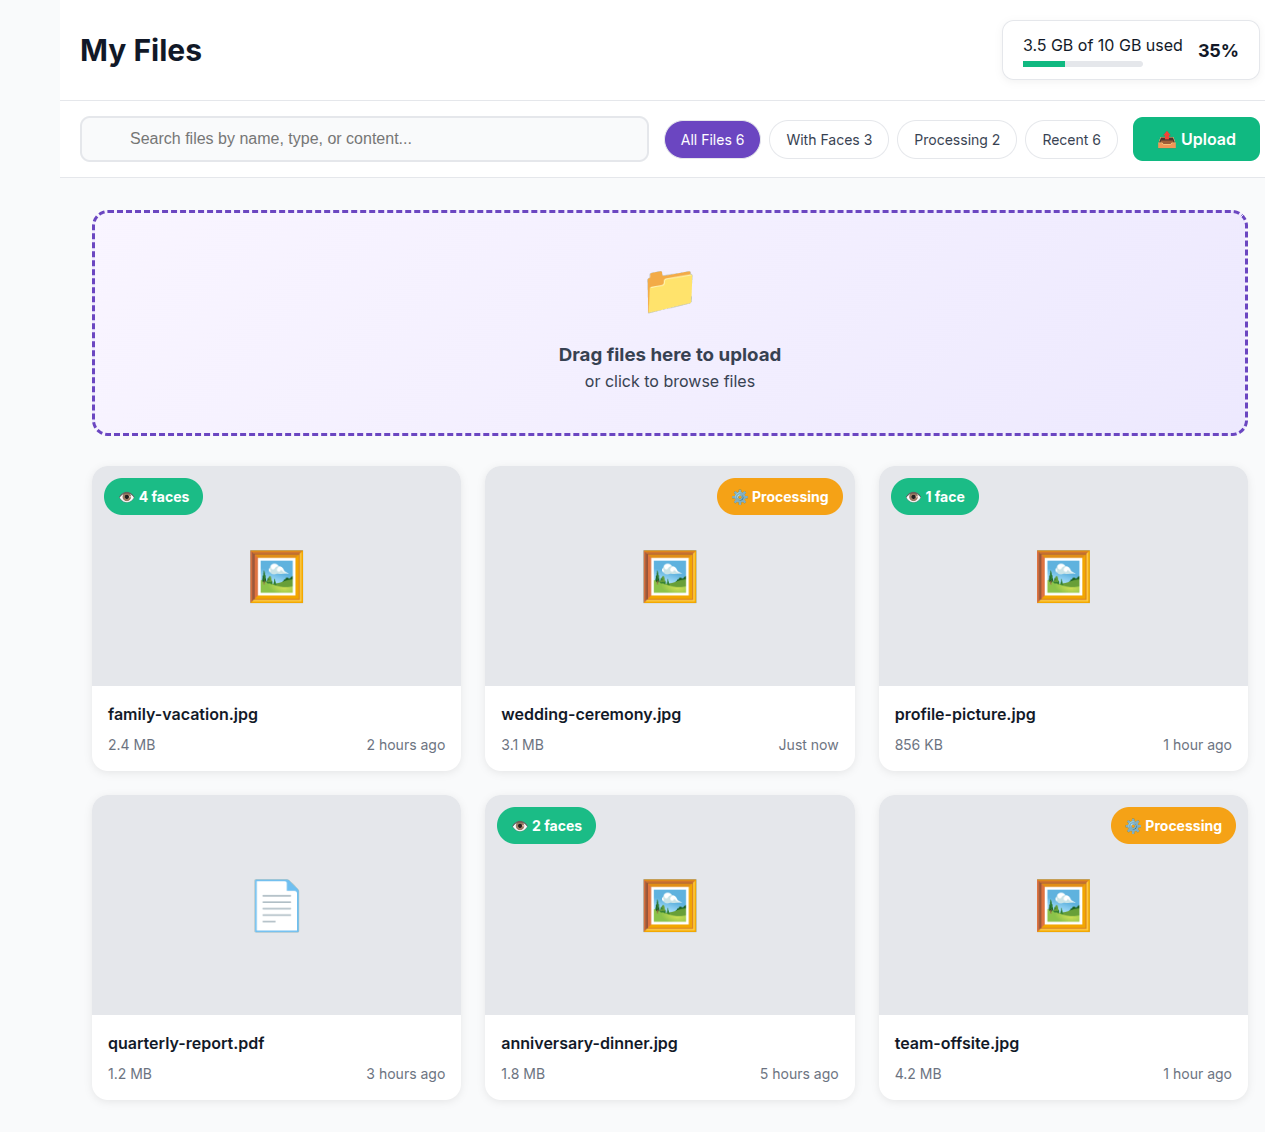 My Files
3.5 GB of 10 GB used
35%
Search files by name, type, or content...
All Files 6
With Faces 3
Processing 2
Recent 6
Upload
Drag files here to upload
or click to browse files
4 faces
Processing
1 face
family-vacation.jpg
2.4 MB
2 hours ago
wedding-ceremony.jpg
3.1 MB
Just now
profile-picture.jpg
856 KB
1 hour ago
2 faces
Processing
quarterly-report.pdf
1.2 MB
3 hours ago
anniversary-dinner.jpg
1.8 MB
5 hours ago
team-offsite.jpg
4.2 MB
1 hour ago